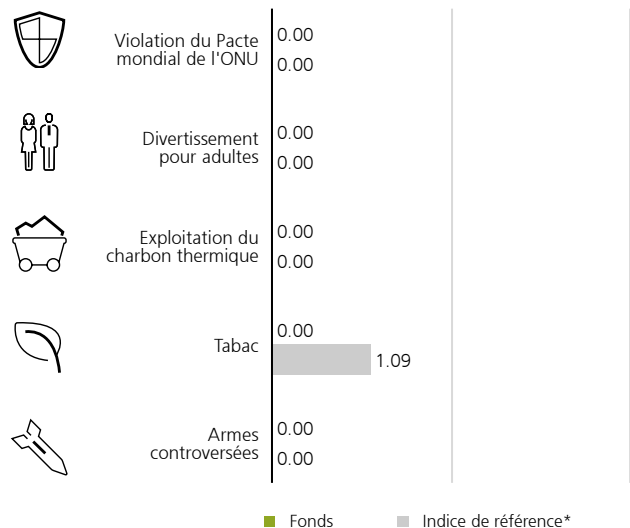 Violation du Pacte
mondial de l'ONU
0.00
0.00
Divertissement
pour adultes
0.00
0.00
Exploitation du
charbon thermique
0.00
0.00
Tabac
0.00
1.09
Armes
controversées
0.00
0.00
Fonds
Indice de référence*